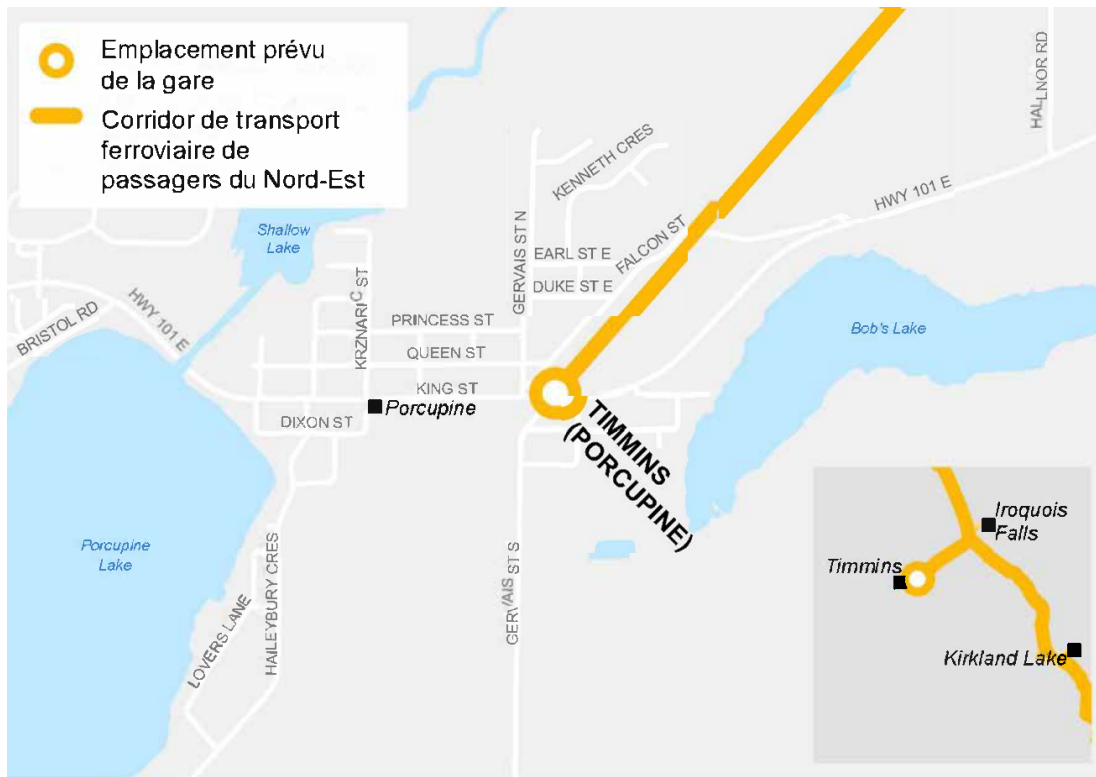 Emplacement prévu
de la gare
Corridor de transport
ferroviaire de
passagers du Nord-Est
HALLNOR RD
KENNETH CRES
HWY 101 E
Shallow
Lake
GERVAIS ST N
EARL ST E
FALCON ST
DUKE ST E
KRZNARIC ST
HWY 101 E
BRISTOL RD
PRINCESS ST
Bob's Lake
QUEEN ST
KING ST
Porcupine
DIXON ST
TIMMINS
(PORCUPINE)
Porcupine
Lake
GERVAIS ST S
HAILEYBURY CRES
LOVERS LANE
Iroquois
Falls
Timmins
Kirkland Lake